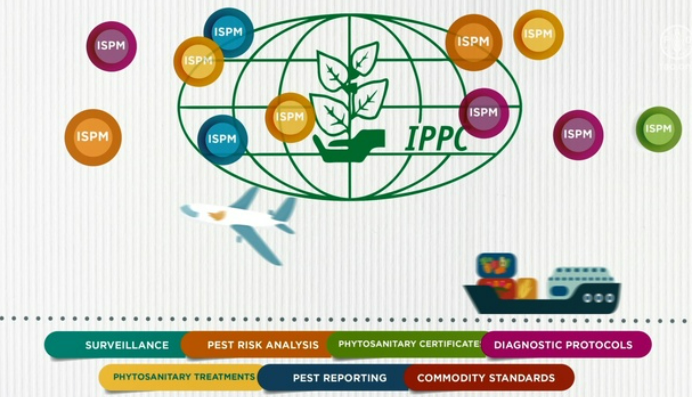 ISPM
ISPM
ISPM
ISPM
ISPM
ISPM
ISPM
ISPM
ISPM
ISPM
ISPM
IPPC
SURVEILLANCE
PEST RISK ANALYSIS
PHYTOSANITARY CERTIFICATE
DIAGNOSTIC PROTOCOLS
PHYTOSANITARY TREATMENTS
PEST REPORTING
COMMODITY STANDARDS